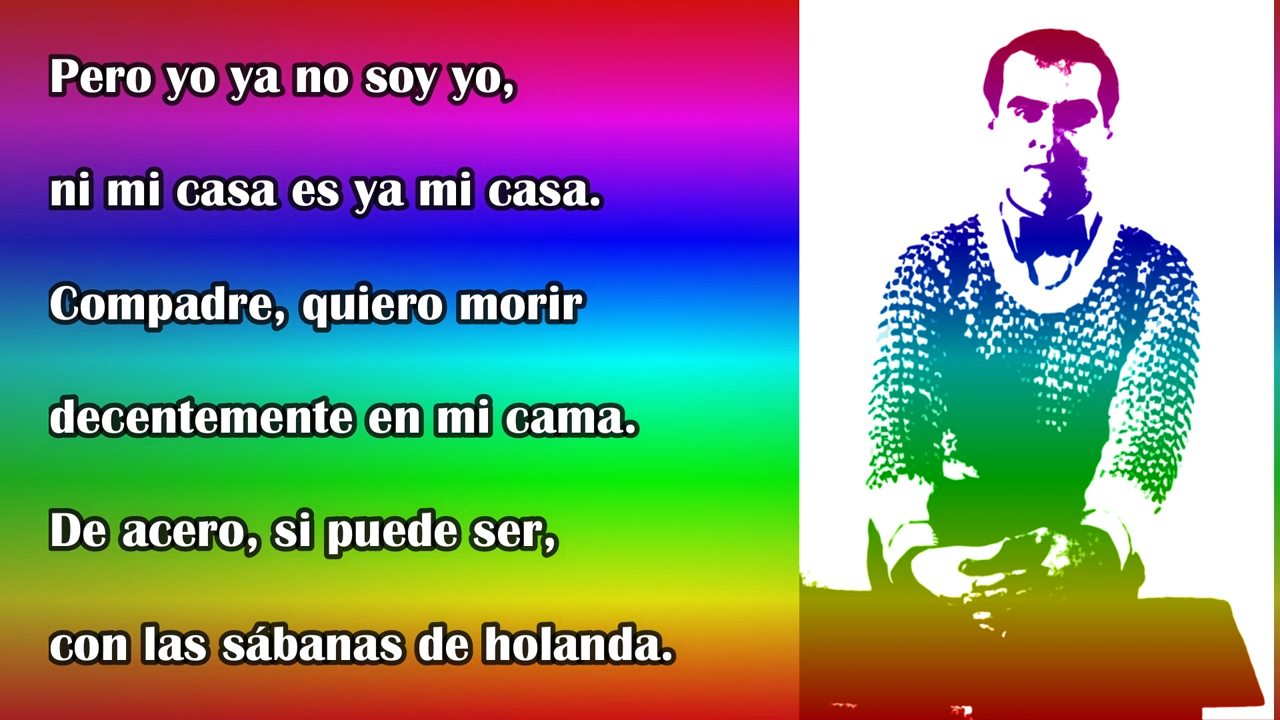 Pero yo ya no soy yo,
ni mi casa es ya mi casa.
Compadre, quiero morir
decentemente en mi cama.
De acero, si puede ser,
con las sábanas de holanda.